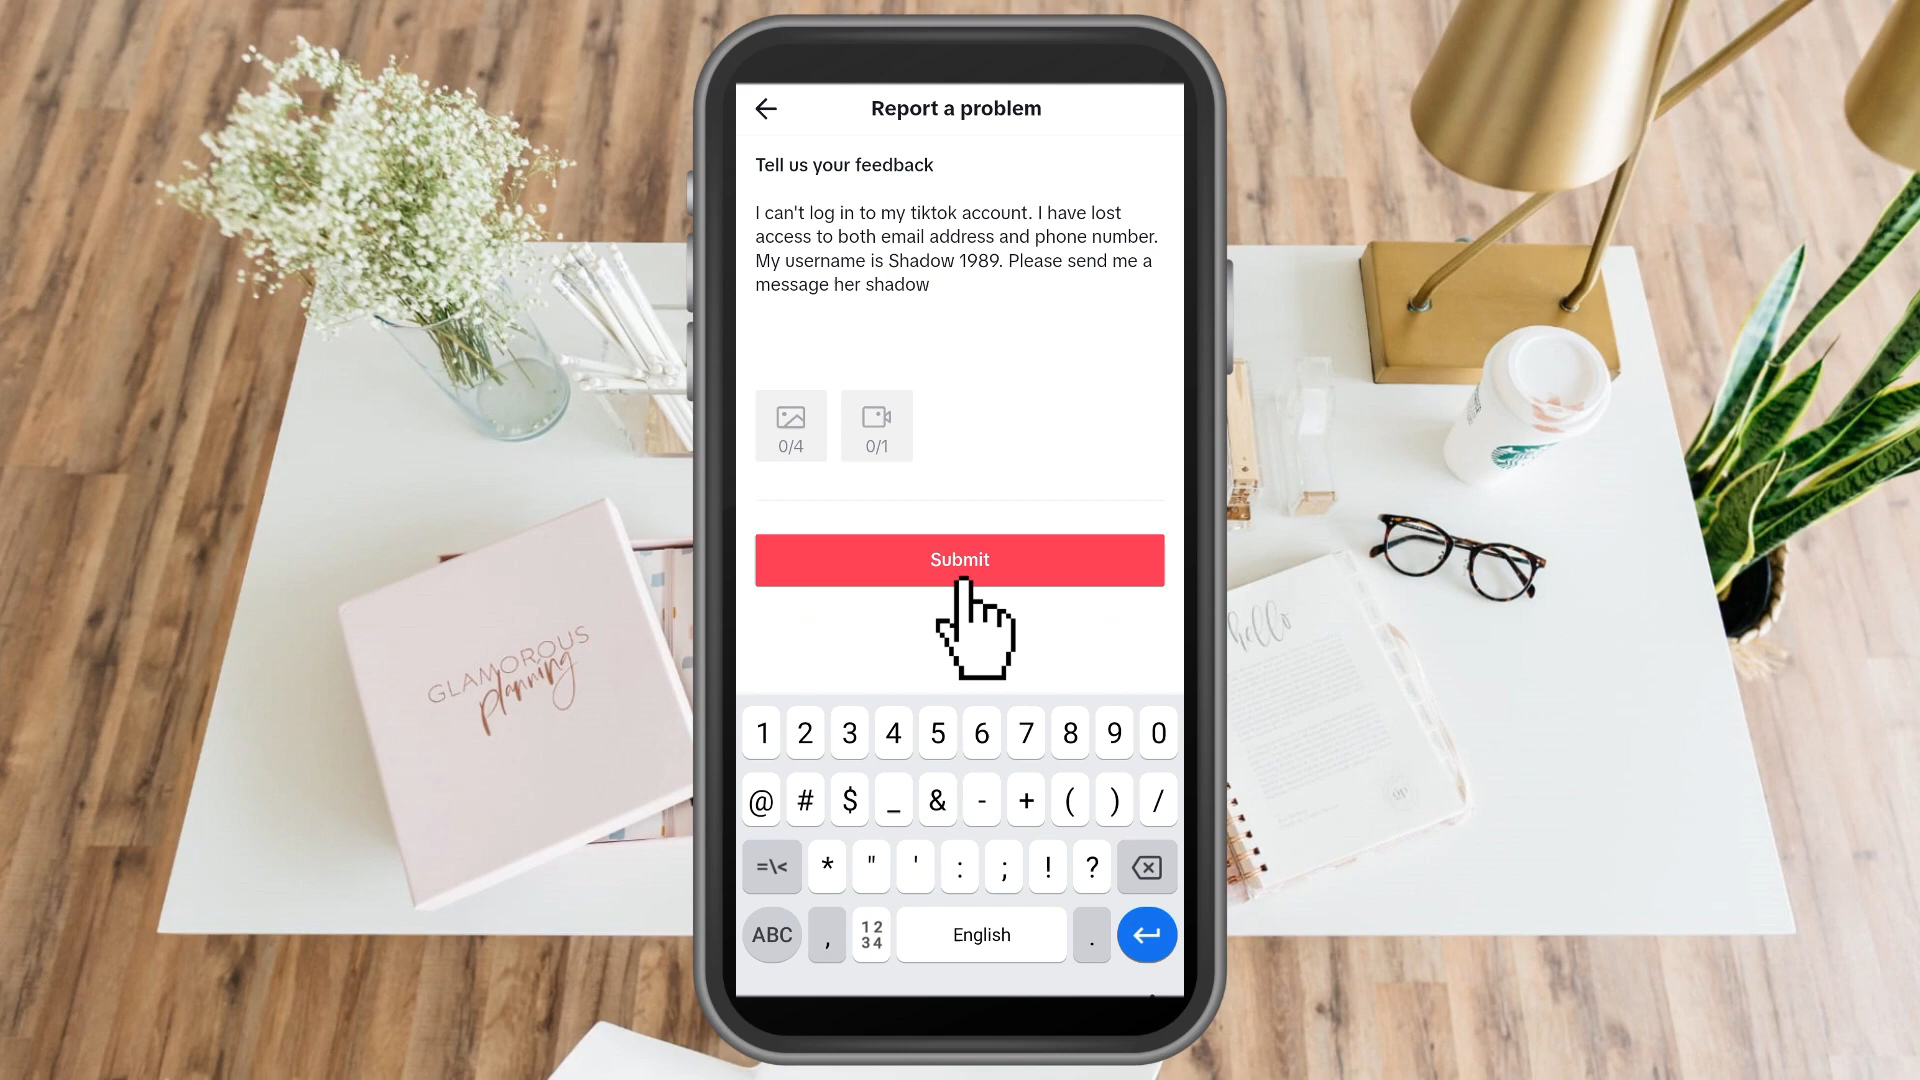 Report a problem
Tell us your feedback
I can't log in to my tiktok account. I have lost
access to both email address and phone number.
My username is Shadow 1989. Please send me a
message her shadow
0/4
0/1
Submit
1 2 3 4 5 6 7 8 9 0
@ # $ _ & - + ( ) /
=\< * " ' : ; ! ?
ABC , 12 34 English .
GLAMOROUS
planning
hello